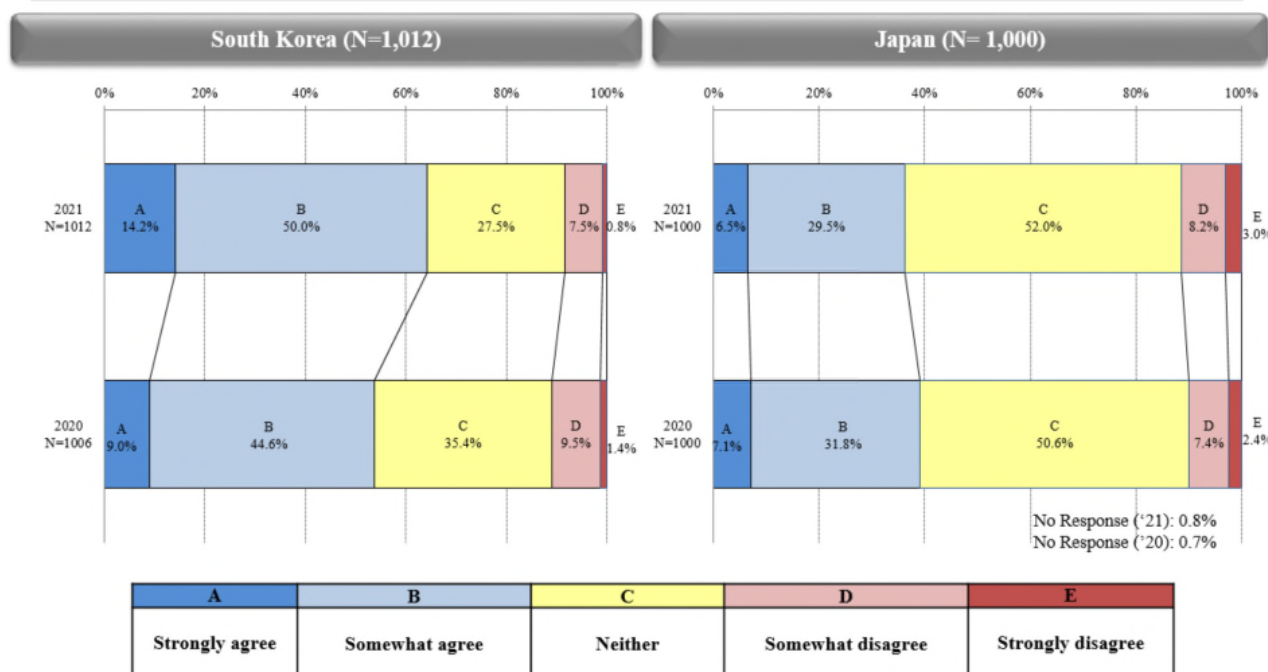 South Korea (N=1,012)
Japan (N= 1,000)
0% 20% 40% 60% 80% 100%
0% 20% 40% 60% 80% 100%
2021
N=1012
A
14.2%
B
50.0%
C
27.5%
D
7.5%
E
0.8%
2020
N=1006
A
9.0%
B
44.6%
C
35.4%
D
9.5%
E
1.4%
2021
N=1000
A
6.5%
B
29.5%
C
52.0%
D
8.2%
E
3.0%
2020
N=1000
A
7.1%
B
31.8%
C
50.6%
D
7.4%
E
2.4%
No Response (‘21): 0.8%
No Response (’20): 0.7%
A B C D E
Strongly agree Somewhat agree Neither Somewhat disagree Strongly disagree